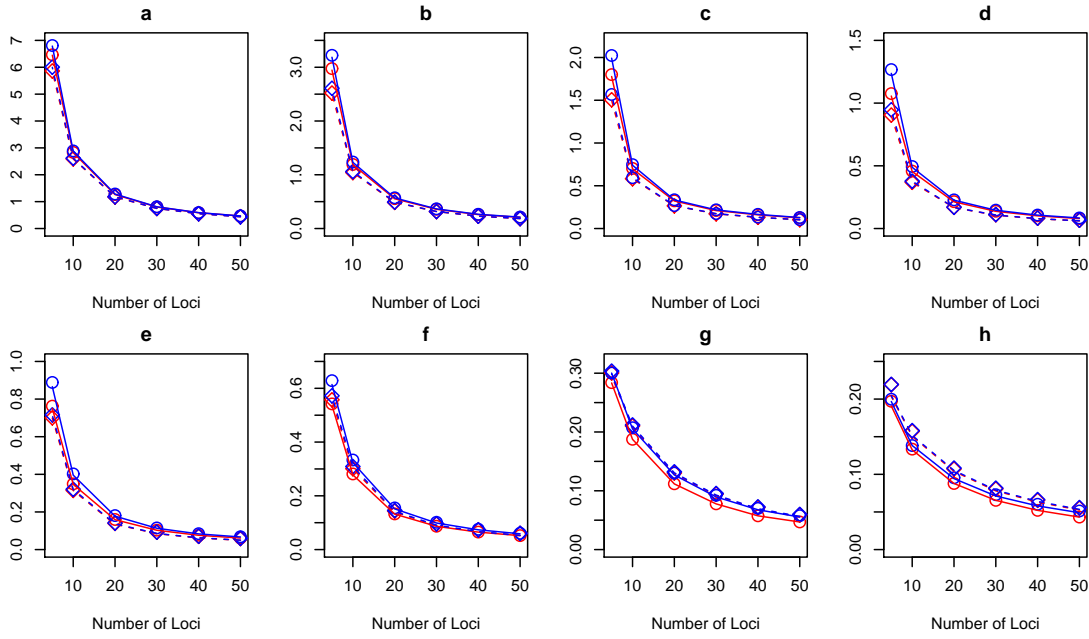 a
b
c
d
0 1 2 3 4 5 6 7
0.0 1.0 2.0 3.0
0.0 0.5 1.0 1.5 2.0
0.0 0.5 1.0 1.5
10 20 30 40 50
10 20 30 40 50
10 20 30 40 50
10 20 30 40 50
Number of Loci
Number of Loci
Number of Loci
Number of Loci
e
f
g
h
0.0 0.2 0.4 0.6 0.8 1.0
0.0 0.2 0.4 0.6
0.00 0.10 0.20 0.30
0.00 0.10 0.20
10 20 30 40 50
10 20 30 40 50
10 20 30 40 50
10 20 30 40 50
Number of Loci
Number of Loci
Number of Loci
Number of Loci